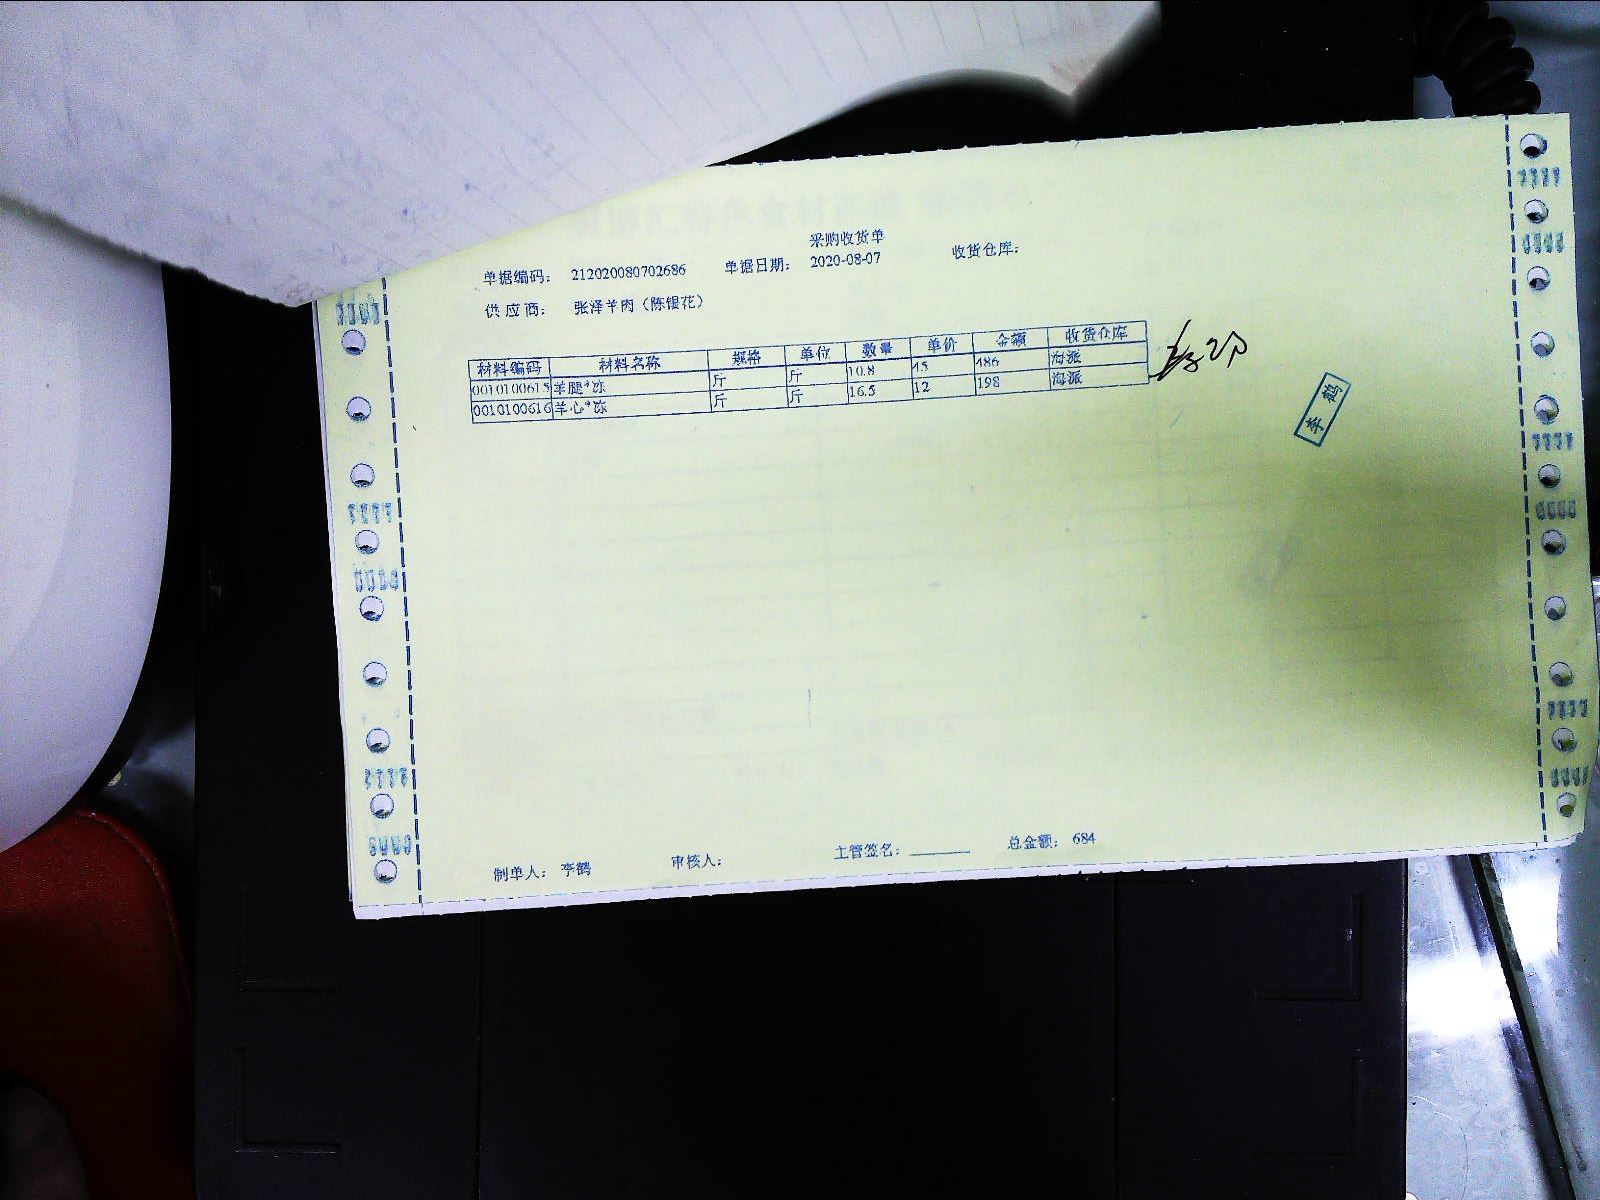 采购收货单
单据编码： 212020080702686 单据日期： 2020-08-07 收货仓库：
供应商： 张泽羊肉（陈银花）
材料编码 材料名称 规格 单位 数量 单价 金额 收货仓库
0010100615 羊腿*冻 斤 斤 10.8 45 486 海派
0010100616 羊心*冻 斤 斤 16.5 12 198 海派
李鹤
制单人： 李鹤 审核人： 主管签名： 总金额： 684